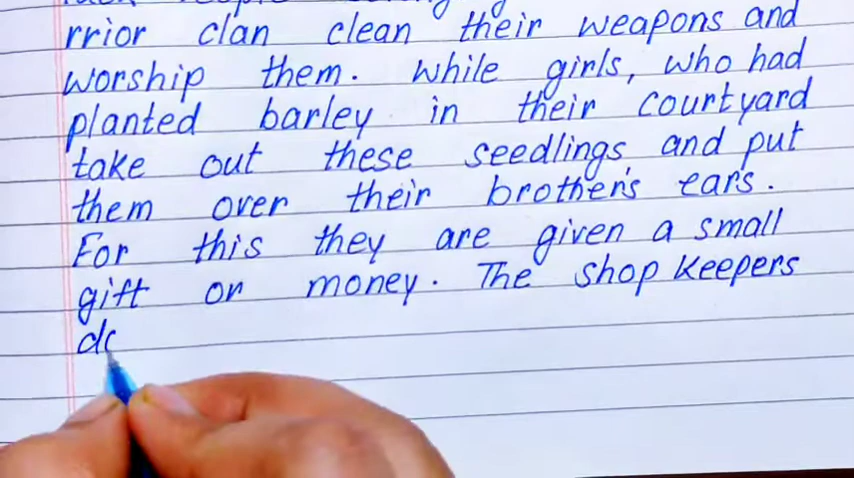 rrior clan clean their weapons and
worship them. While girls, who had
planted barley in their courtyard
take out these seedlings and put
them over their brother's ear's.
For this they are given a small
gift or money. The shop keepers